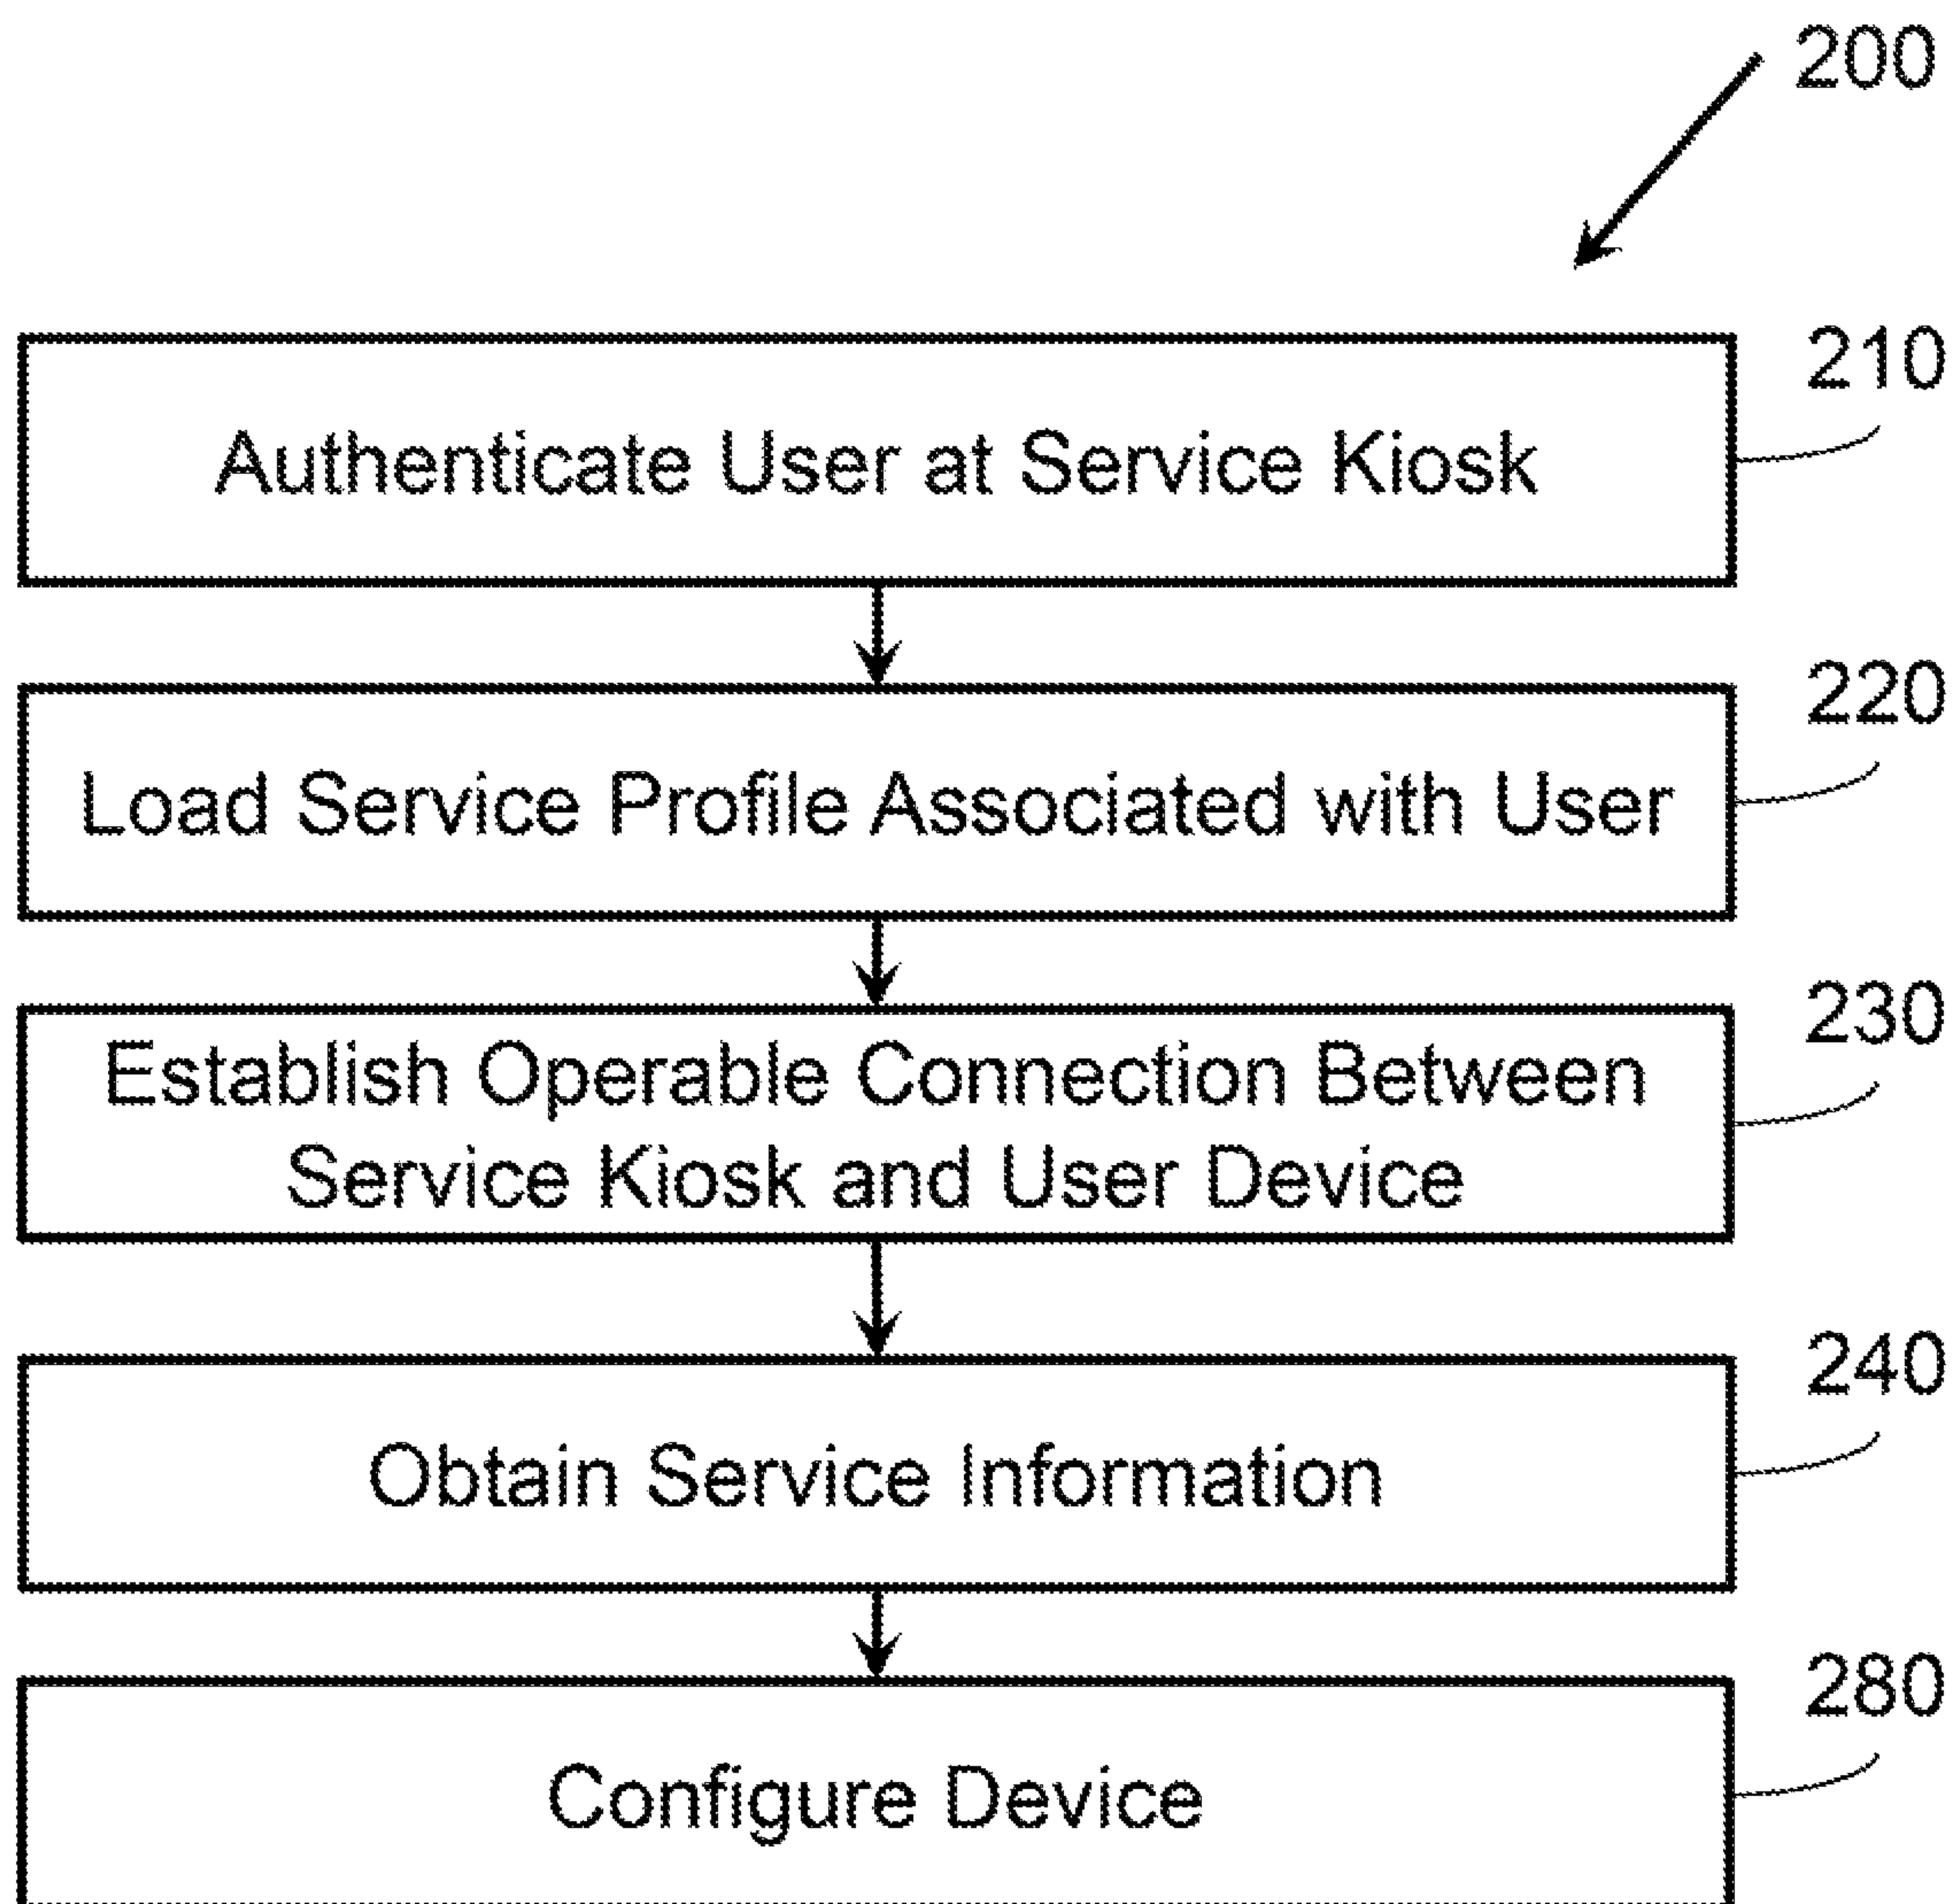 200
210
Authenticate User at Service Kiosk
220
Load Service Profile Associated with User
230
Establish Operable Connection Between
Service Kiosk and User Device
240
Obtain Service Information
280
Configure Device